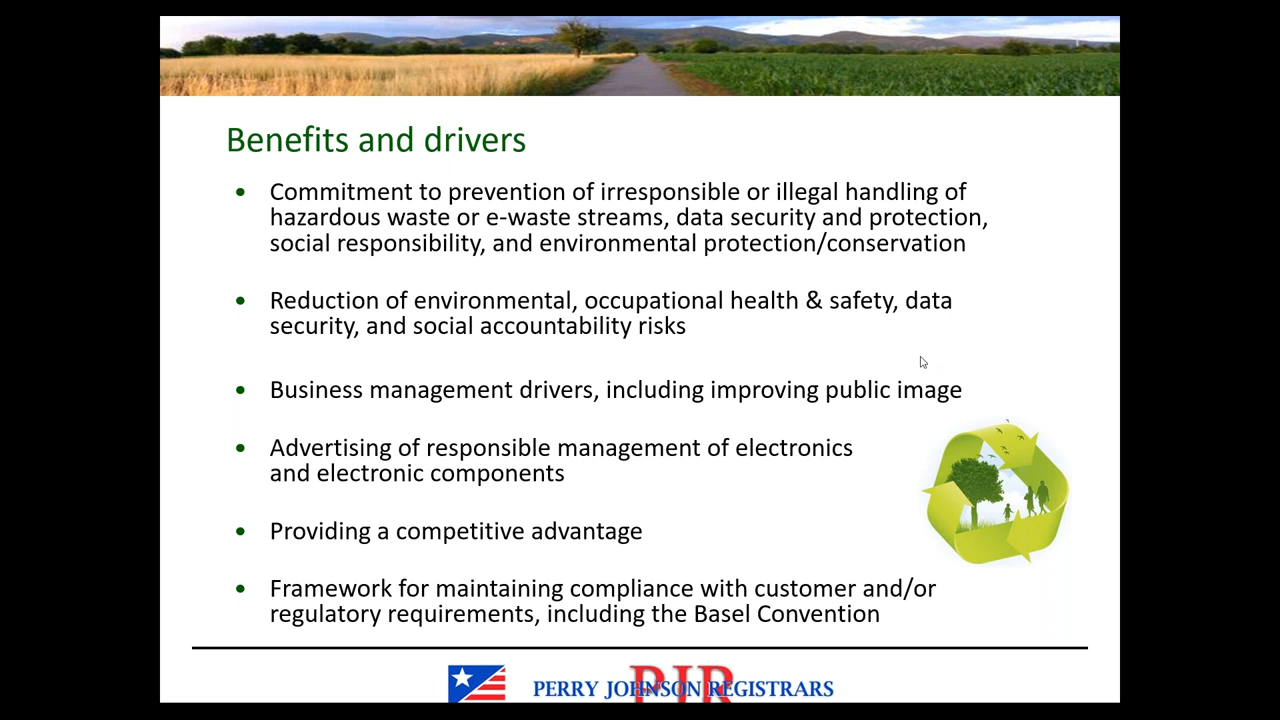 Benefits and drivers
• Commitment to prevention of irresponsible or illegal handling of
hazardous waste or e-waste streams, data security and protection,
social responsibility, and environmental protection/conservation
• Reduction of environmental, occupational health & safety, data
security, and social accountability risks
• Business management drivers, including improving public image
• Advertising of responsible management of electronics
and electronic components
• Providing a competitive advantage
• Framework for maintaining compliance with customer and/or
regulatory requirements, including the Basel Convention
PJR
PERRY JOHNSON REGISTRARS